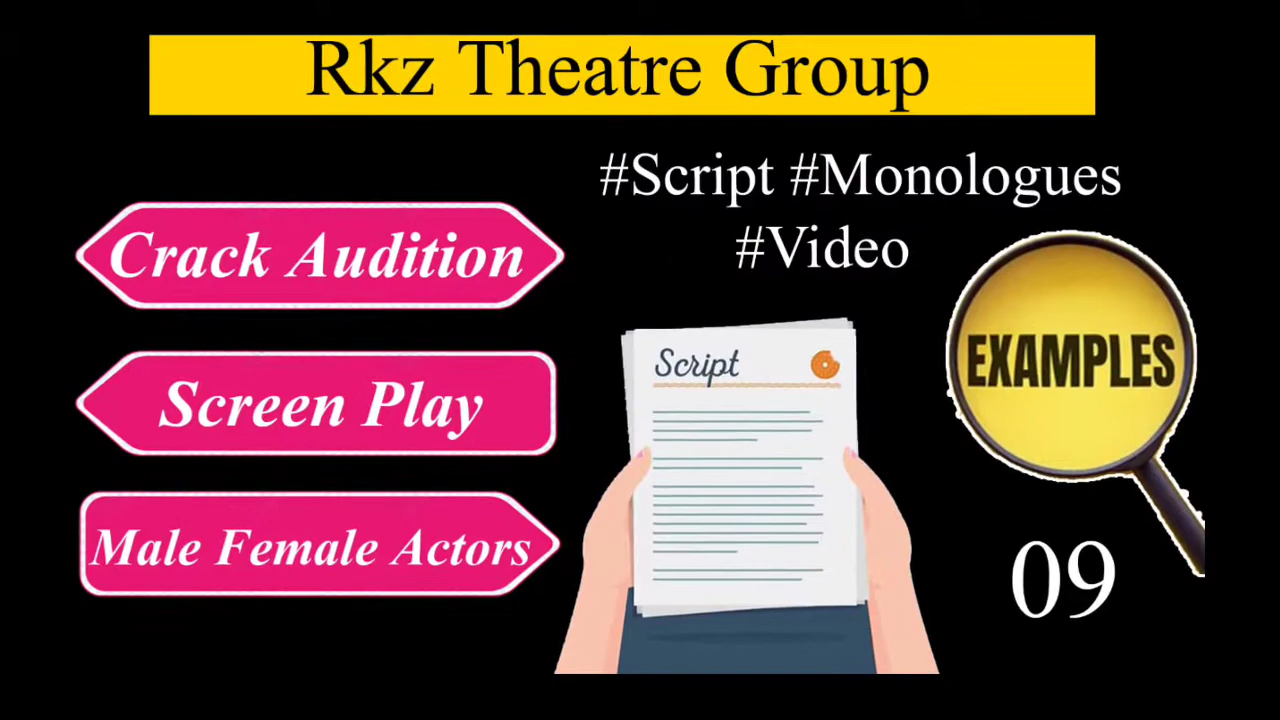 Rkz Theatre Group
#Script #Monologues
#Video
Crack Audition
Screen Play
Male Female Actors
Script
EXAMPLES
09